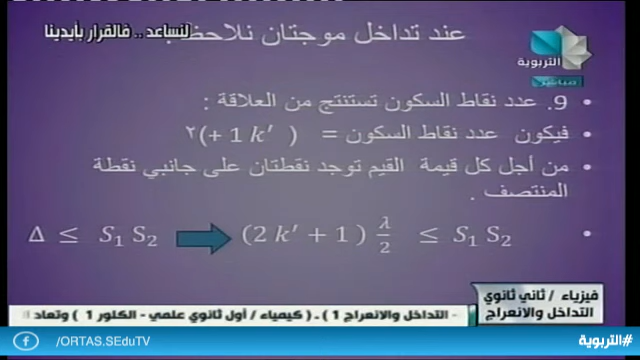 لنساعد .. فالقرار بأيدينا
عند تداخل موجتان نلاحظ
التربوية
مباشر
9. عدد نقاط السكون تستنتج من العلاقة :
فيكون عدد نقاط السكون = ( k′ 1 +)٢
من أجل كل قيمة القيم توجد نقطتان على جانبي نقطة
المنتصف .
Δ ≤ S₁ S₂ (2 k′ + 1) λ/2 ≤ S₁ S₂
فيزياء / ثاني ثانوي
التداخل والانعراج
- التداخل والانعراج 1 ) . ( كيمياء / أول ثانوي علمي - الكلور 1 ) وتعاد
f /ORTAS.SEduTV
#التربوية